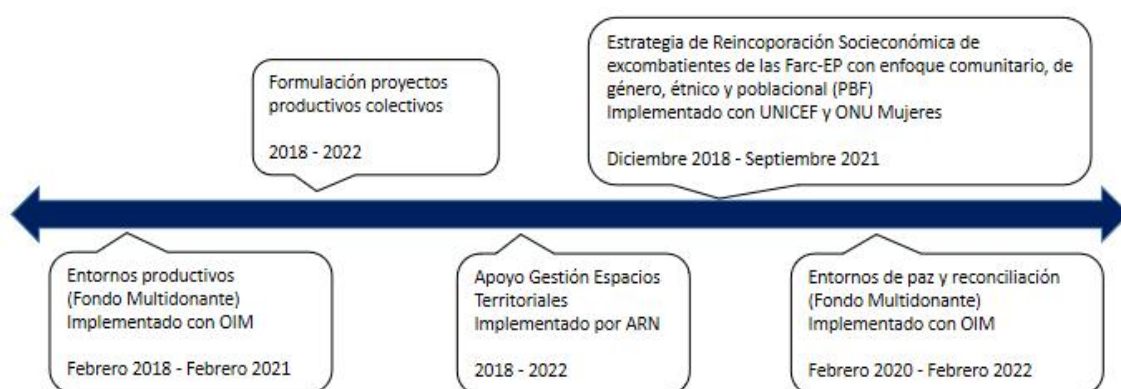 Formulación proyectos
productivos colectivos
2018 - 2022
Estrategia de Reincoporación Socieconómica de
excombatientes de las Farc-EP con enfoque comunitario, de
género, étnico y poblacional (PBF)
Implementado con UNICEF y ONU Mujeres
Diciembre 2018 - Septiembre 2021
Entornos productivos
(Fondo Multidonante)
Implementado con OIM
Febrero 2018 - Febrero 2021
Apoyo Gestión Espacios
Territoriales
Implementado por ARN
2018 - 2022
Entornos de paz y reconciliación
(Fondo Multidonante)
Implementado con OIM
Febrero 2020 - Febrero 2022